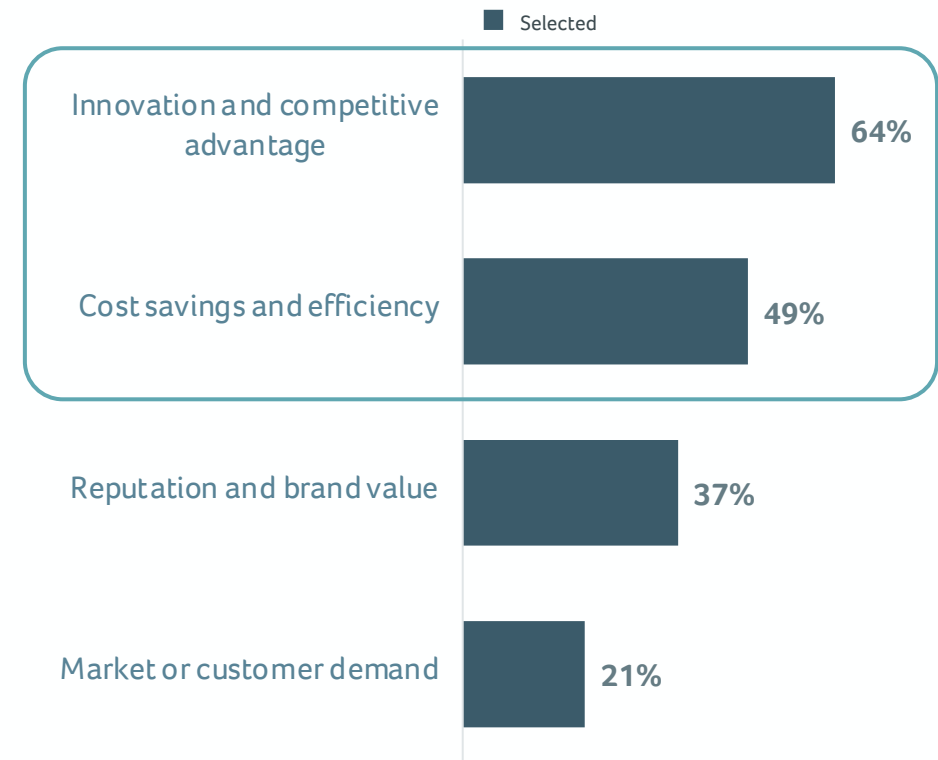 Selected
Innovation and competitive
advantage
64%
Cost savings and efficiency
49%
Reputation and brand value
37%
Market or customer demand
21%